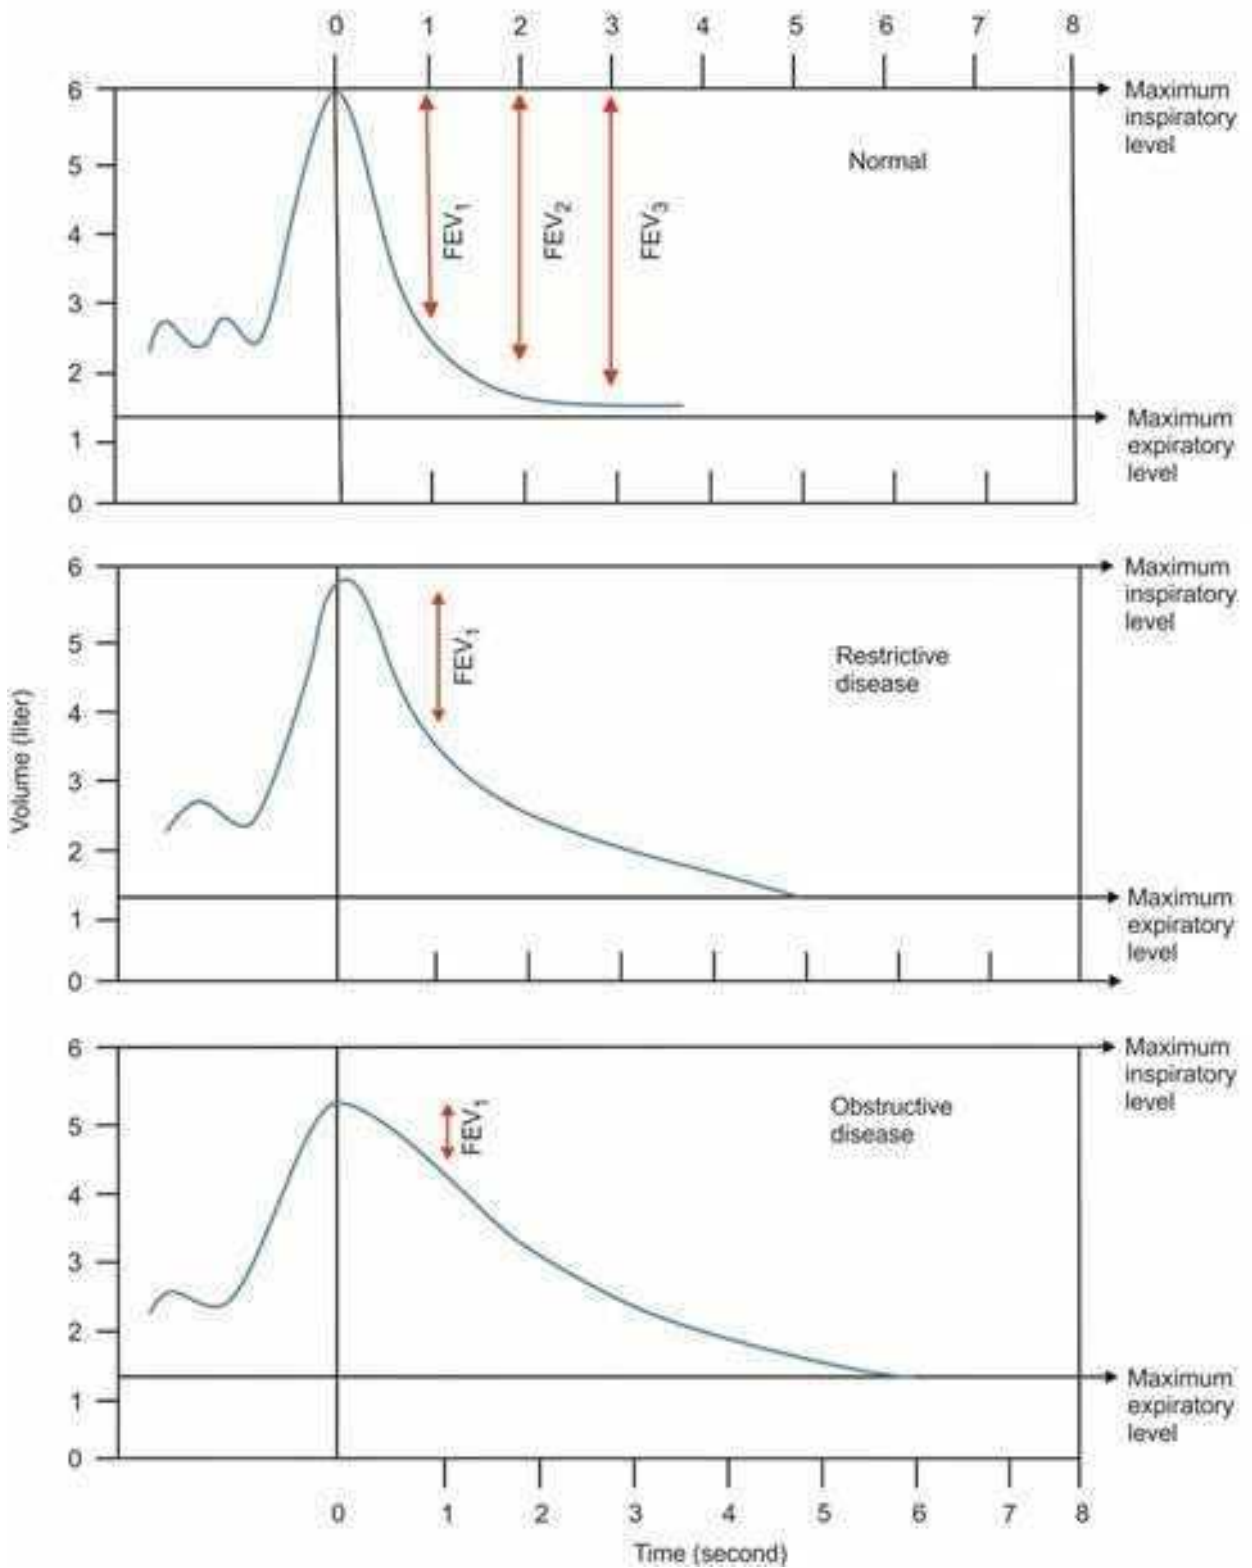 0 1 2 3 4 5 6 7 8
6
5
4
3
2
1
0
FEV1
FEV2
FEV3
Normal
Maximum
inspiratory
level
Maximum
expiratory
level
Volume (liter)
6
5
4
3
2
1
0
FEV1
Restrictive
disease
Maximum
inspiratory
level
Maximum
expiratory
level
6
5
4
3
2
1
0
FEV1
Obstructive
disease
Maximum
inspiratory
level
Maximum
expiratory
level
0 1 2 3 4 5 6 7 8
Time (second)